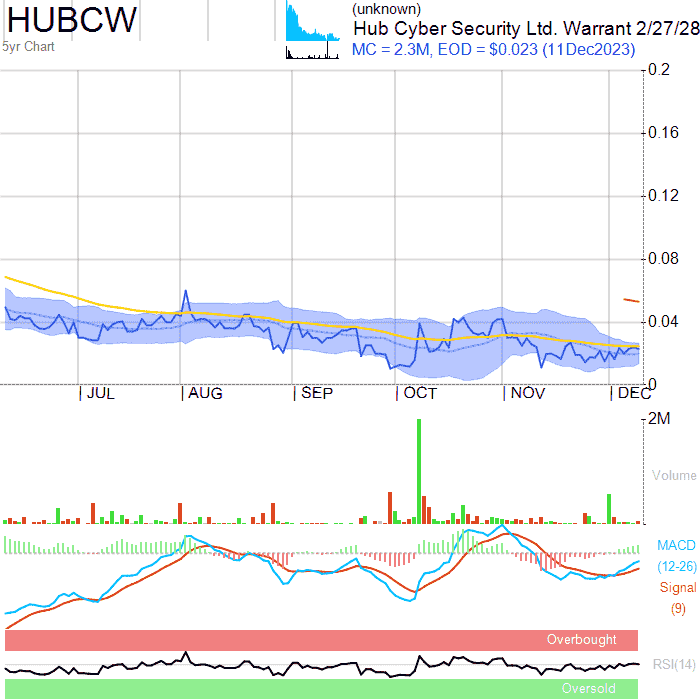 HUBCW
5yr Chart
(unknown)
Hub Cyber Security Ltd. Warrant 2/27/28
MC = 2.3M, EOD = $0.023 (11Dec2023)
0.2
0.16
0.12
0.08
0.04
0
JUL AUG SEP OCT NOV DEC
2M
Volume
MACD
(12-26)
Signal
(9)
Overbought
RSI(14)
Oversold